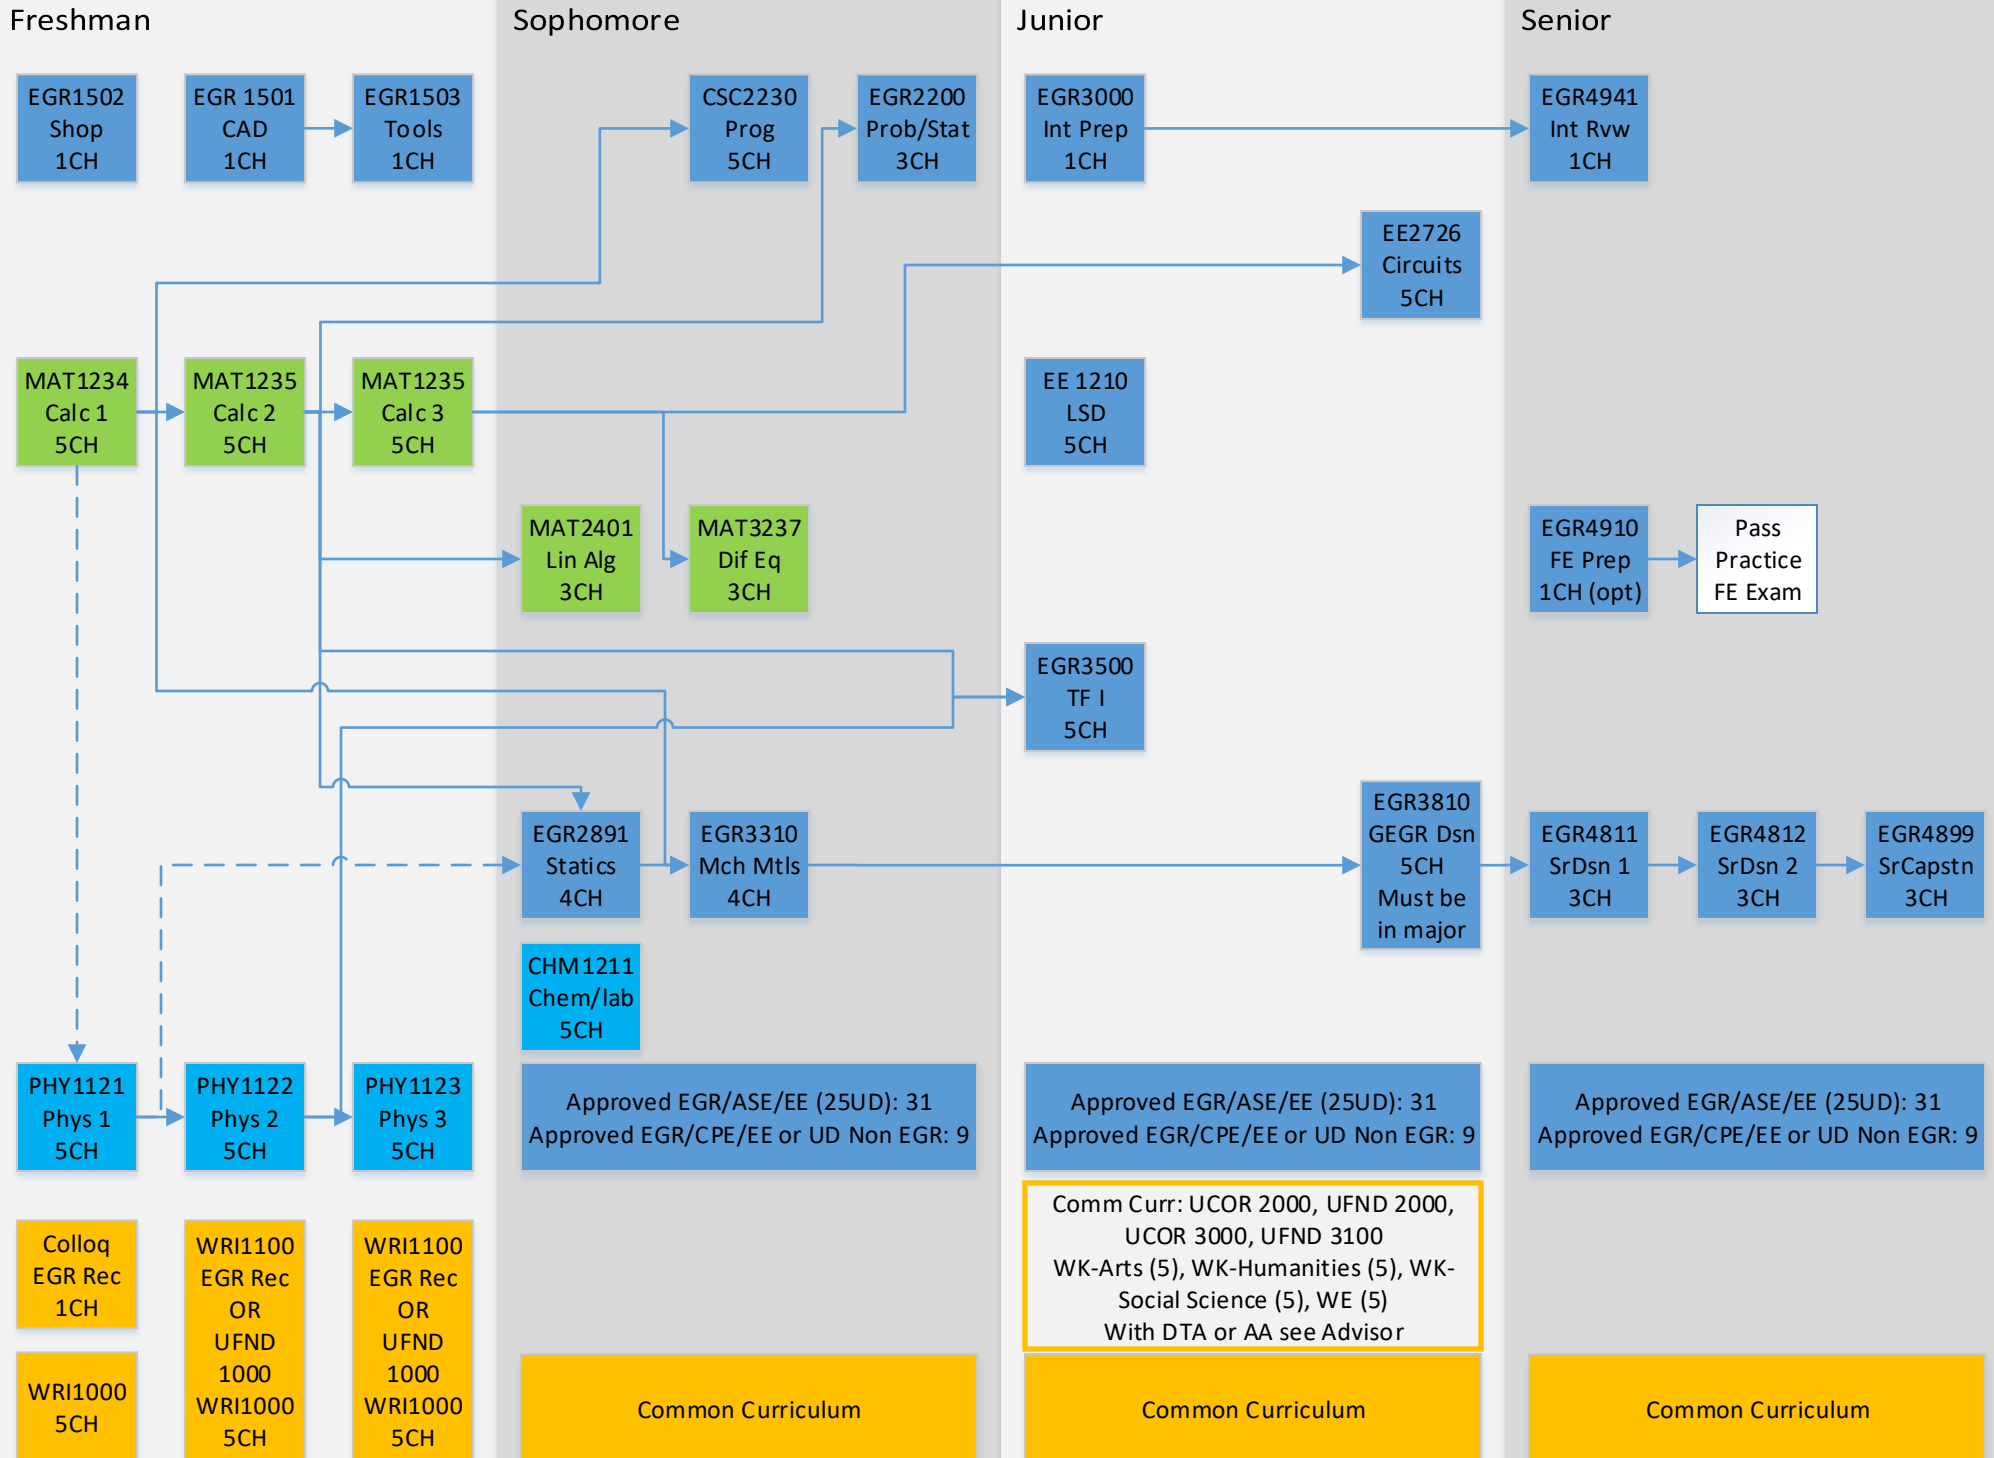 Freshman
Sophomore
Junior
Senior
EGR1502
Shop
1CH
EGR 1501
CAD
1CH
EGR1503
Tools
1CH
CSC2230
Prog
5CH
EGR2200
Prob/Stat
3CH
EGR3000
Int Prep
1CH
EGR4941
Int Rvw
1CH
EE2726
Circuits
5CH
MAT1234
Calc 1
5CH
MAT1235
Calc 2
5CH
MAT1235
Calc 3
5CH
EE 1210
LSD
5CH
MAT2401
Lin Alg
3CH
MAT3237
Dif Eq
3CH
EGR4910
FE Prep
1CH (opt)
Pass
Practice
FE Exam
EGR3500
TF I
5CH
EGR2891
Statics
4CH
EGR3310
Mch Mtls
4CH
EGR3810
GEGR Dsn
5CH
Must be
in major
EGR4811
SrDsn 1
3CH
EGR4812
SrDsn 2
3CH
EGR4899
SrCapstn
3CH
CHM1211
Chem/lab
5CH
PHY1121
Phys 1
5CH
PHY1122
Phys 2
5CH
PHY1123
Phys 3
5CH
Approved EGR/ASE/EE (25UD): 31
Approved EGR/CPE/EE or UD Non EGR: 9
Approved EGR/ASE/EE (25UD): 31
Approved EGR/CPE/EE or UD Non EGR: 9
Approved EGR/ASE/EE (25UD): 31
Approved EGR/CPE/EE or UD Non EGR: 9
Comm Curr: UCOR 2000, UFND 2000,
UCOR 3000, UFND 3100
WK-Arts (5), WK-Humanities (5), WK-
Social Science (5), WE (5)
With DTA or AA see Advisor
Colloq
EGR Rec
1CH
WRI1000
5CH
WRI1100
EGR Rec
OR
UFND
1000
WRI1000
5CH
WRI1100
EGR Rec
OR
UFND
1000
WRI1000
5CH
Common Curriculum
Common Curriculum
Common Curriculum